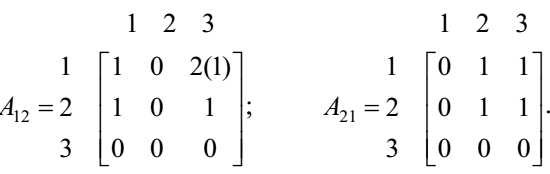 1 2 3 1 2 3
1 [1 0 2(1)] 1 [0 1 1]
A₁₂ = 2 [1 0 1]; A₂₁ = 2 [0 1 1].
3 [0 0 0] 3 [0 0 0]